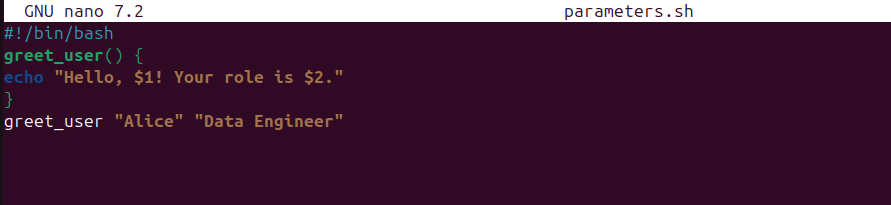 GNU nano 7.2 parameters.sh
#!/bin/bash
greet_user() {
echo "Hello, $1! Your role is $2."
}
greet_user "Alice" "Data Engineer"